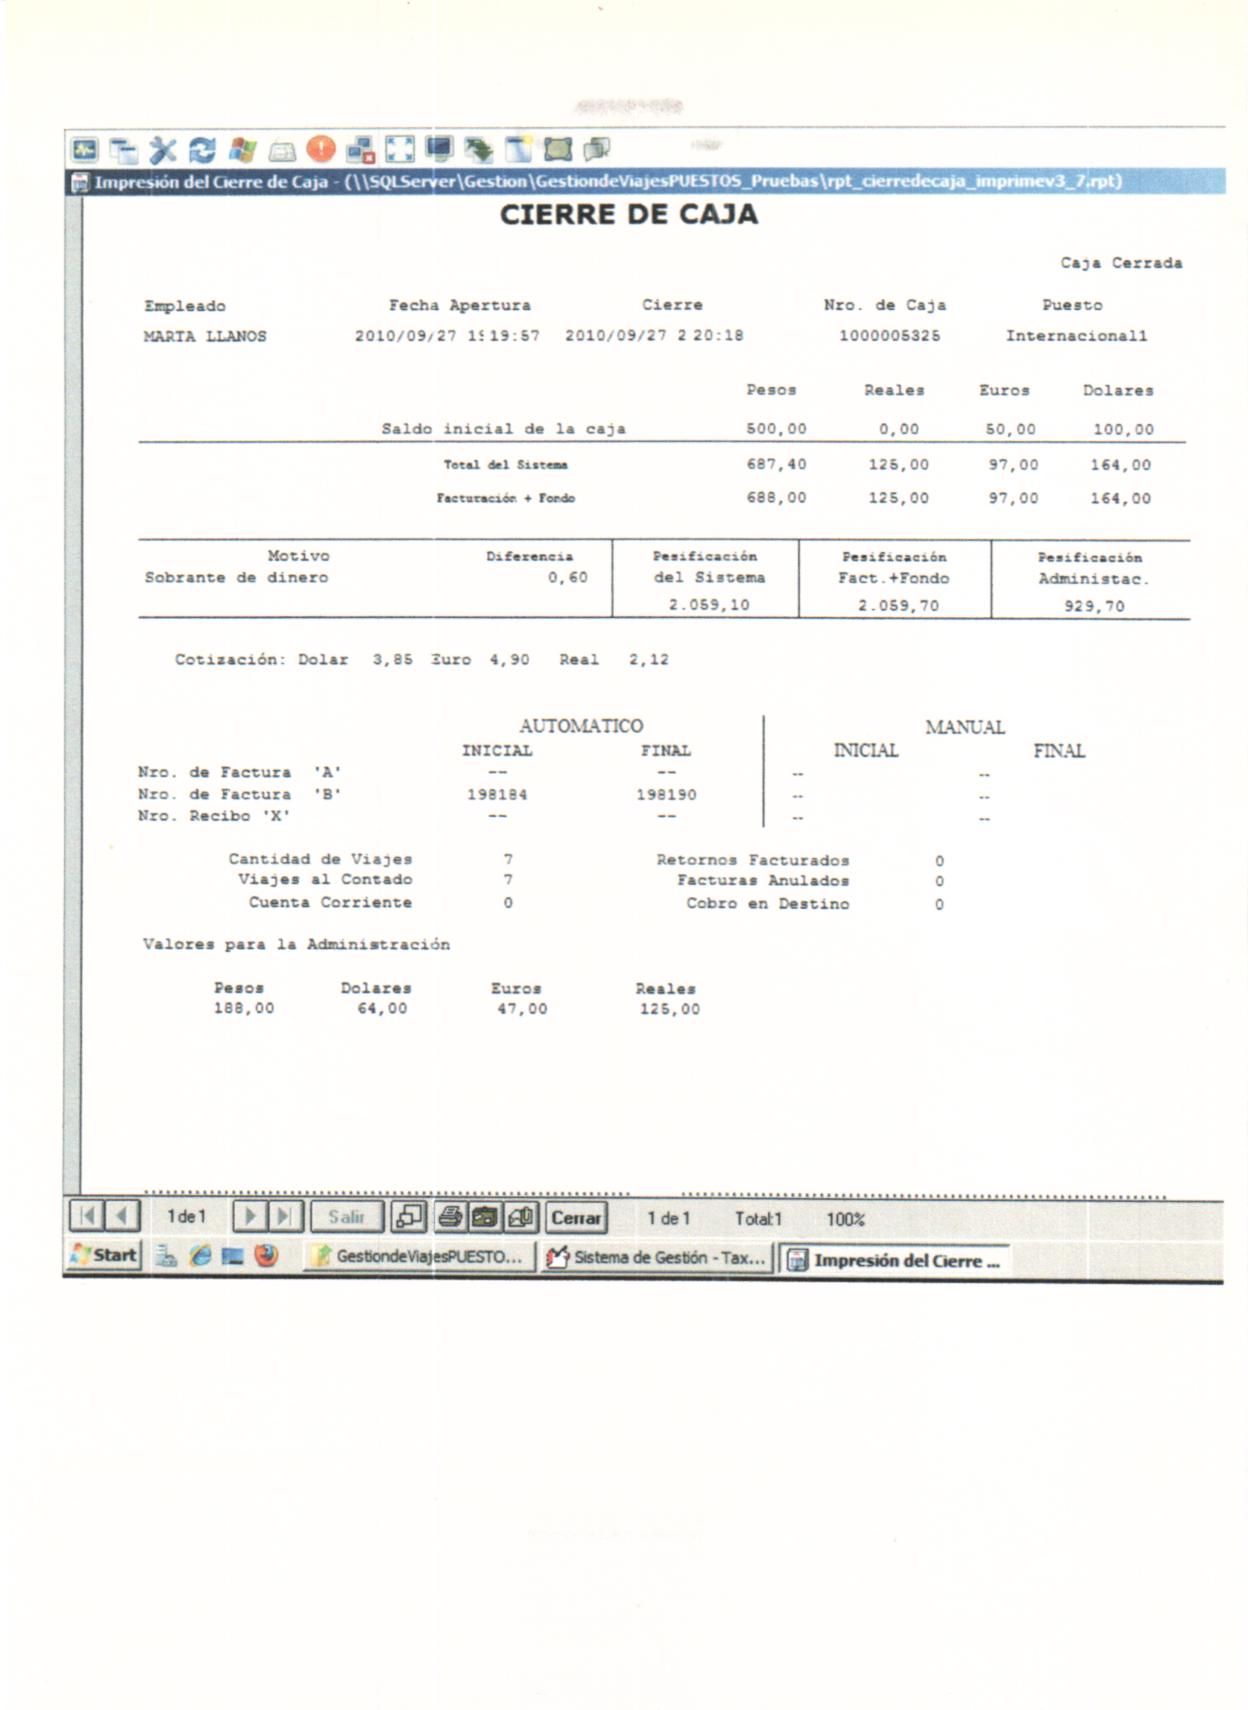 Impresión del Cierre de Caja - (\\SQLServer\Gestion\GestiondeViajesPUESTOS_Pruebas\rpt_cierredecaja_imprimev3_7.rpt)
CIERRE DE CAJA
Caja Cerrada
Empleado Fecha Apertura Cierre Nro. de Caja Puesto
MARTA LLANOS 2010/09/27 19:57 2010/09/27 20:18 1000005325 Internacional1
Pesos Reales Euros Dolares
Saldo inicial de la caja 500,00 0,00 50,00 100,00
Total del Sistema 687,40 125,00 97,00 164,00
Facturación + Fondo 688,00 125,00 97,00 164,00
Motivo Diferencia Pesificación Pesificación Pesificación
Sobrante de dinero 0,60 del Sistema Fact.+Fondo Administac.
2.059,10 2.059,70 929,70
Cotización: Dolar 3,85 Euro 4,90 Real 2,12
AUTOMATICO MANUAL
INICIAL FINAL INICIAL FINAL
Nro. de Factura 'A' -- -- -- --
Nro. de Factura 'B' 198184 198190 -- --
Nro. Recibo 'X' -- -- -- --
Cantidad de Viajes 7 Retornos Facturados 0
Viajes al Contado 7 Facturas Anulados 0
Cuenta Corriente 0 Cobro en Destino 0
Valores para la Administración
Pesos Dolares Euros Reales
188,00 64,00 47,00 125,00
1 de 1 Salir Cerrar 1 de 1 Total:1 100%
Start GestiondeViajesPUESTO... Sistema de Gestión - Tax... Impresión del Cierre ...